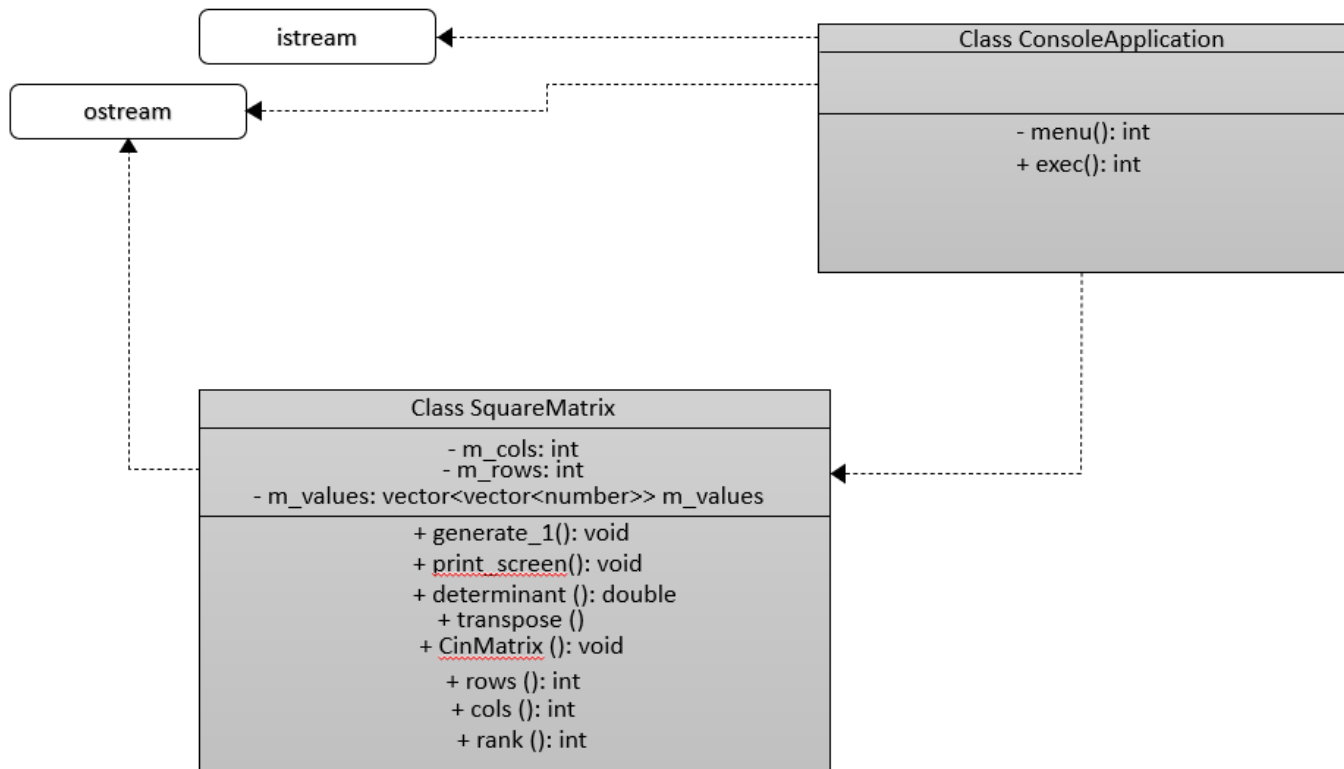 istream
ostream
Class ConsoleApplication
- menu(): int
+ exec(): int
Class SquareMatrix
- m_cols: int
- m_rows: int
- m_values: vector<vector<number>> m_values
+ generate_1(): void
+ print_screen(): void
+ determinant (): double
+ transpose ()
+ CinMatrix (): void
+ rows (): int
+ cols (): int
+ rank (): int